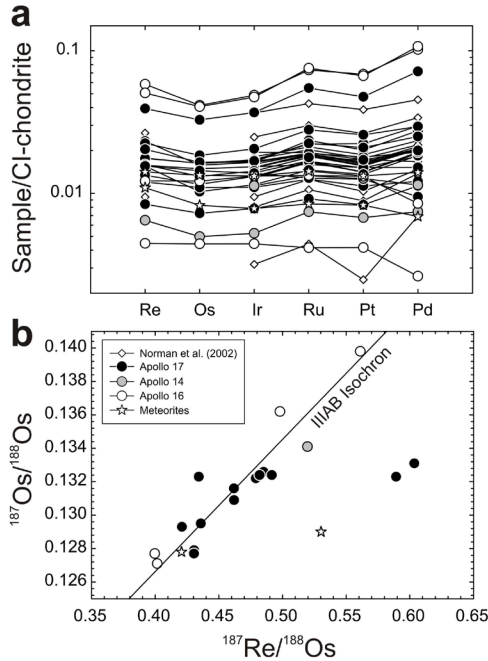 a
Sample/CI-chondrite
0.1
0.01
Re Os Ir Ru Pt Pd
b
¹⁸⁷Os/¹⁸⁸Os
0.140
0.138
0.136
0.134
0.132
0.130
0.128
0.126
Norman et al. (2002)
Apollo 17
Apollo 14
Apollo 16
Meteorites
IIIAB Isochron
0.35 0.40 0.45 0.50 0.55 0.60 0.65
¹⁸⁷Re/¹⁸⁸Os